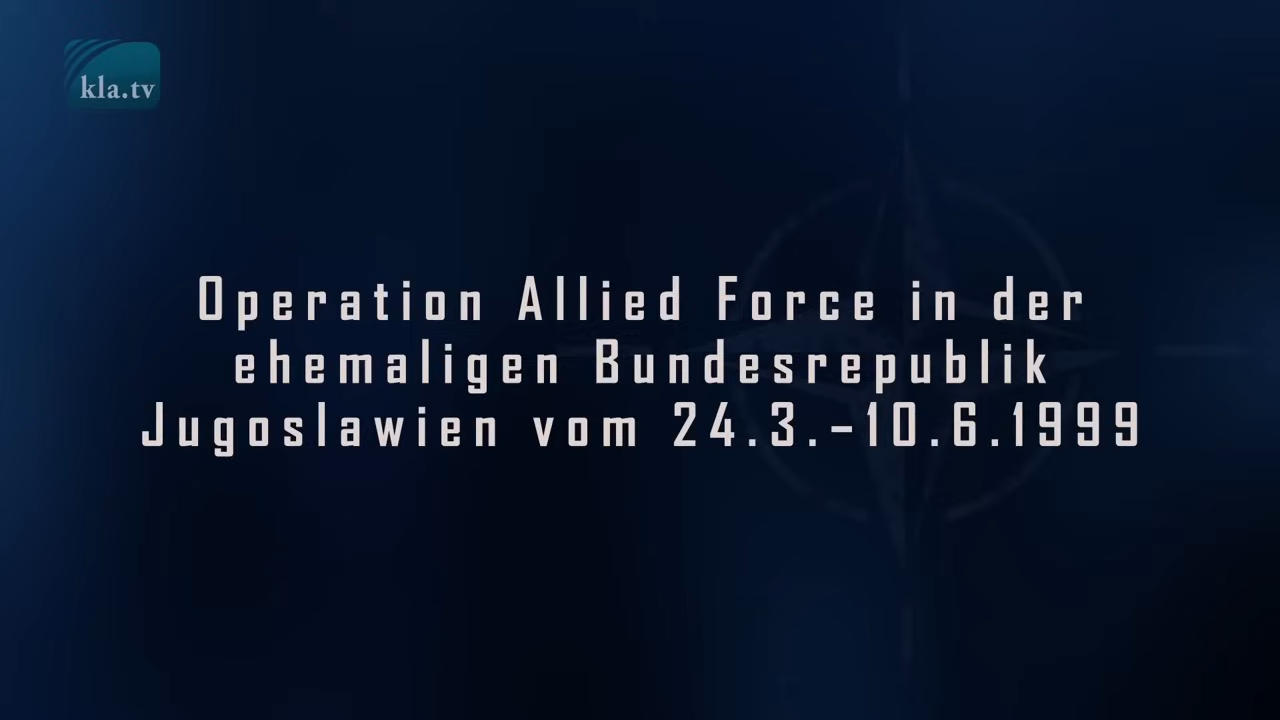 kla.tv
Operation Allied Force in der
ehemaligen Bundesrepublik
Jugoslawien vom 24.3.-10.6.1999